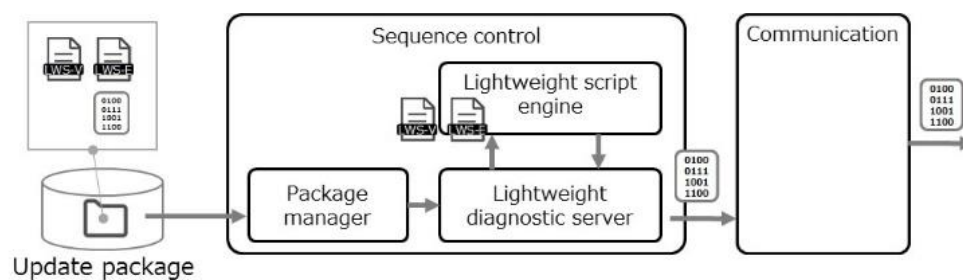 LWS-V
LWS-E
0100
0111
1001
1100
Update package
Sequence control
Lightweight script
engine
LWS-V
LWS-E
Package
manager
Lightweight
diagnostic server
0100
0111
1001
1100
Communication
0100
0111
1001
1100